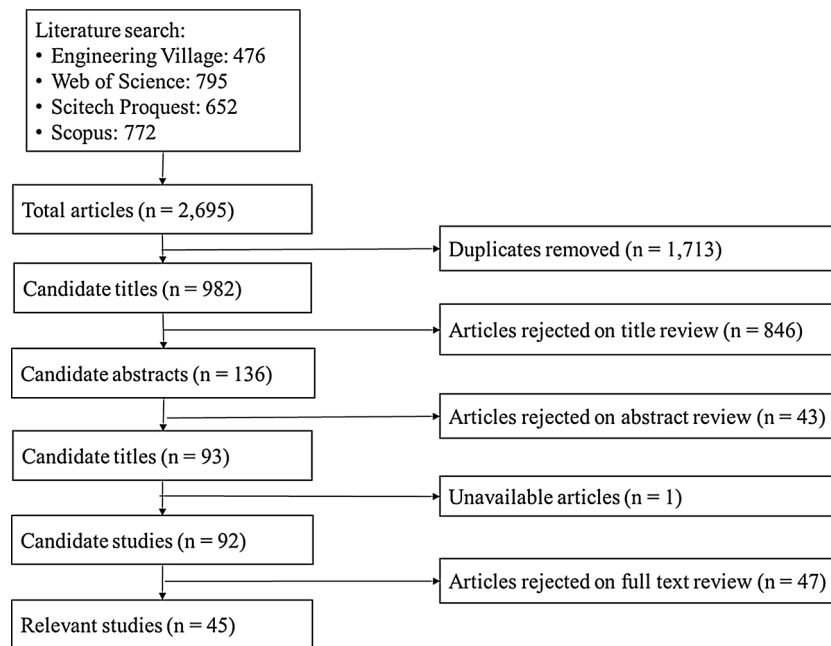 Literature search:
• Engineering Village: 476
• Web of Science: 795
• Scitech Proquest: 652
• Scopus: 772
Total articles (n = 2,695)
Duplicates removed (n = 1,713)
Candidate titles (n = 982)
Articles rejected on title review (n = 846)
Candidate abstracts (n = 136)
Articles rejected on abstract review (n = 43)
Candidate titles (n = 93)
Unavailable articles (n = 1)
Candidate studies (n = 92)
Articles rejected on full text review (n = 47)
Relevant studies (n = 45)